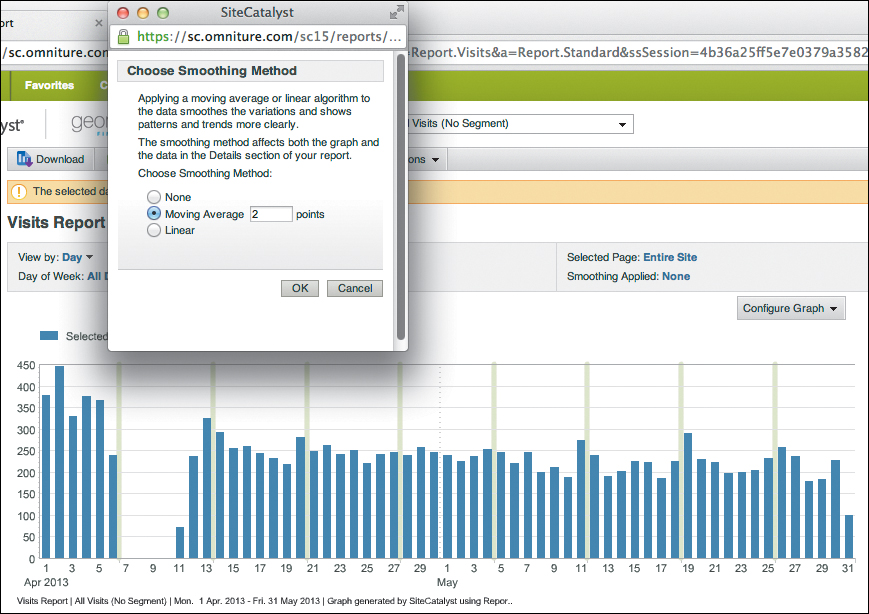 SiteCatalyst
ort ×
https://sc.omniture.com/sc15/reports/...
/sc.omniture.com
=Report.Visits&a=Report.Standard&ssSession=4b36a25ff5e7e0379a3582
Favorites
Choose Smoothing Method
Applying a moving average or linear algorithm to
the data smoothes the variations and shows
patterns and trends more clearly.
The smoothing method affects both the graph and
the data in the Details section of your report.
Choose Smoothing Method:
None
Moving Average 2 points
Linear
OK Cancel
yst®
Visits (No Segment)
Download
ons
The selected da
Visits Report
View by: Day
Day of Week: All D
Selected Page: Entire Site
Smoothing Applied: None
Configure Graph
Selected
450
400
350
300
250
200
150
100
50
0
1 3 5 7 9 11 13 15 17 19 21 23 25 27 29 1 3 5 7 9 11 13 15 17 19 21 23 25 27 29 31
Apr 2013 May
Visits Report | All Visits (No Segment) | Mon. 1 Apr. 2013 - Fri. 31 May 2013 | Graph generated by SiteCatalyst using Repor..